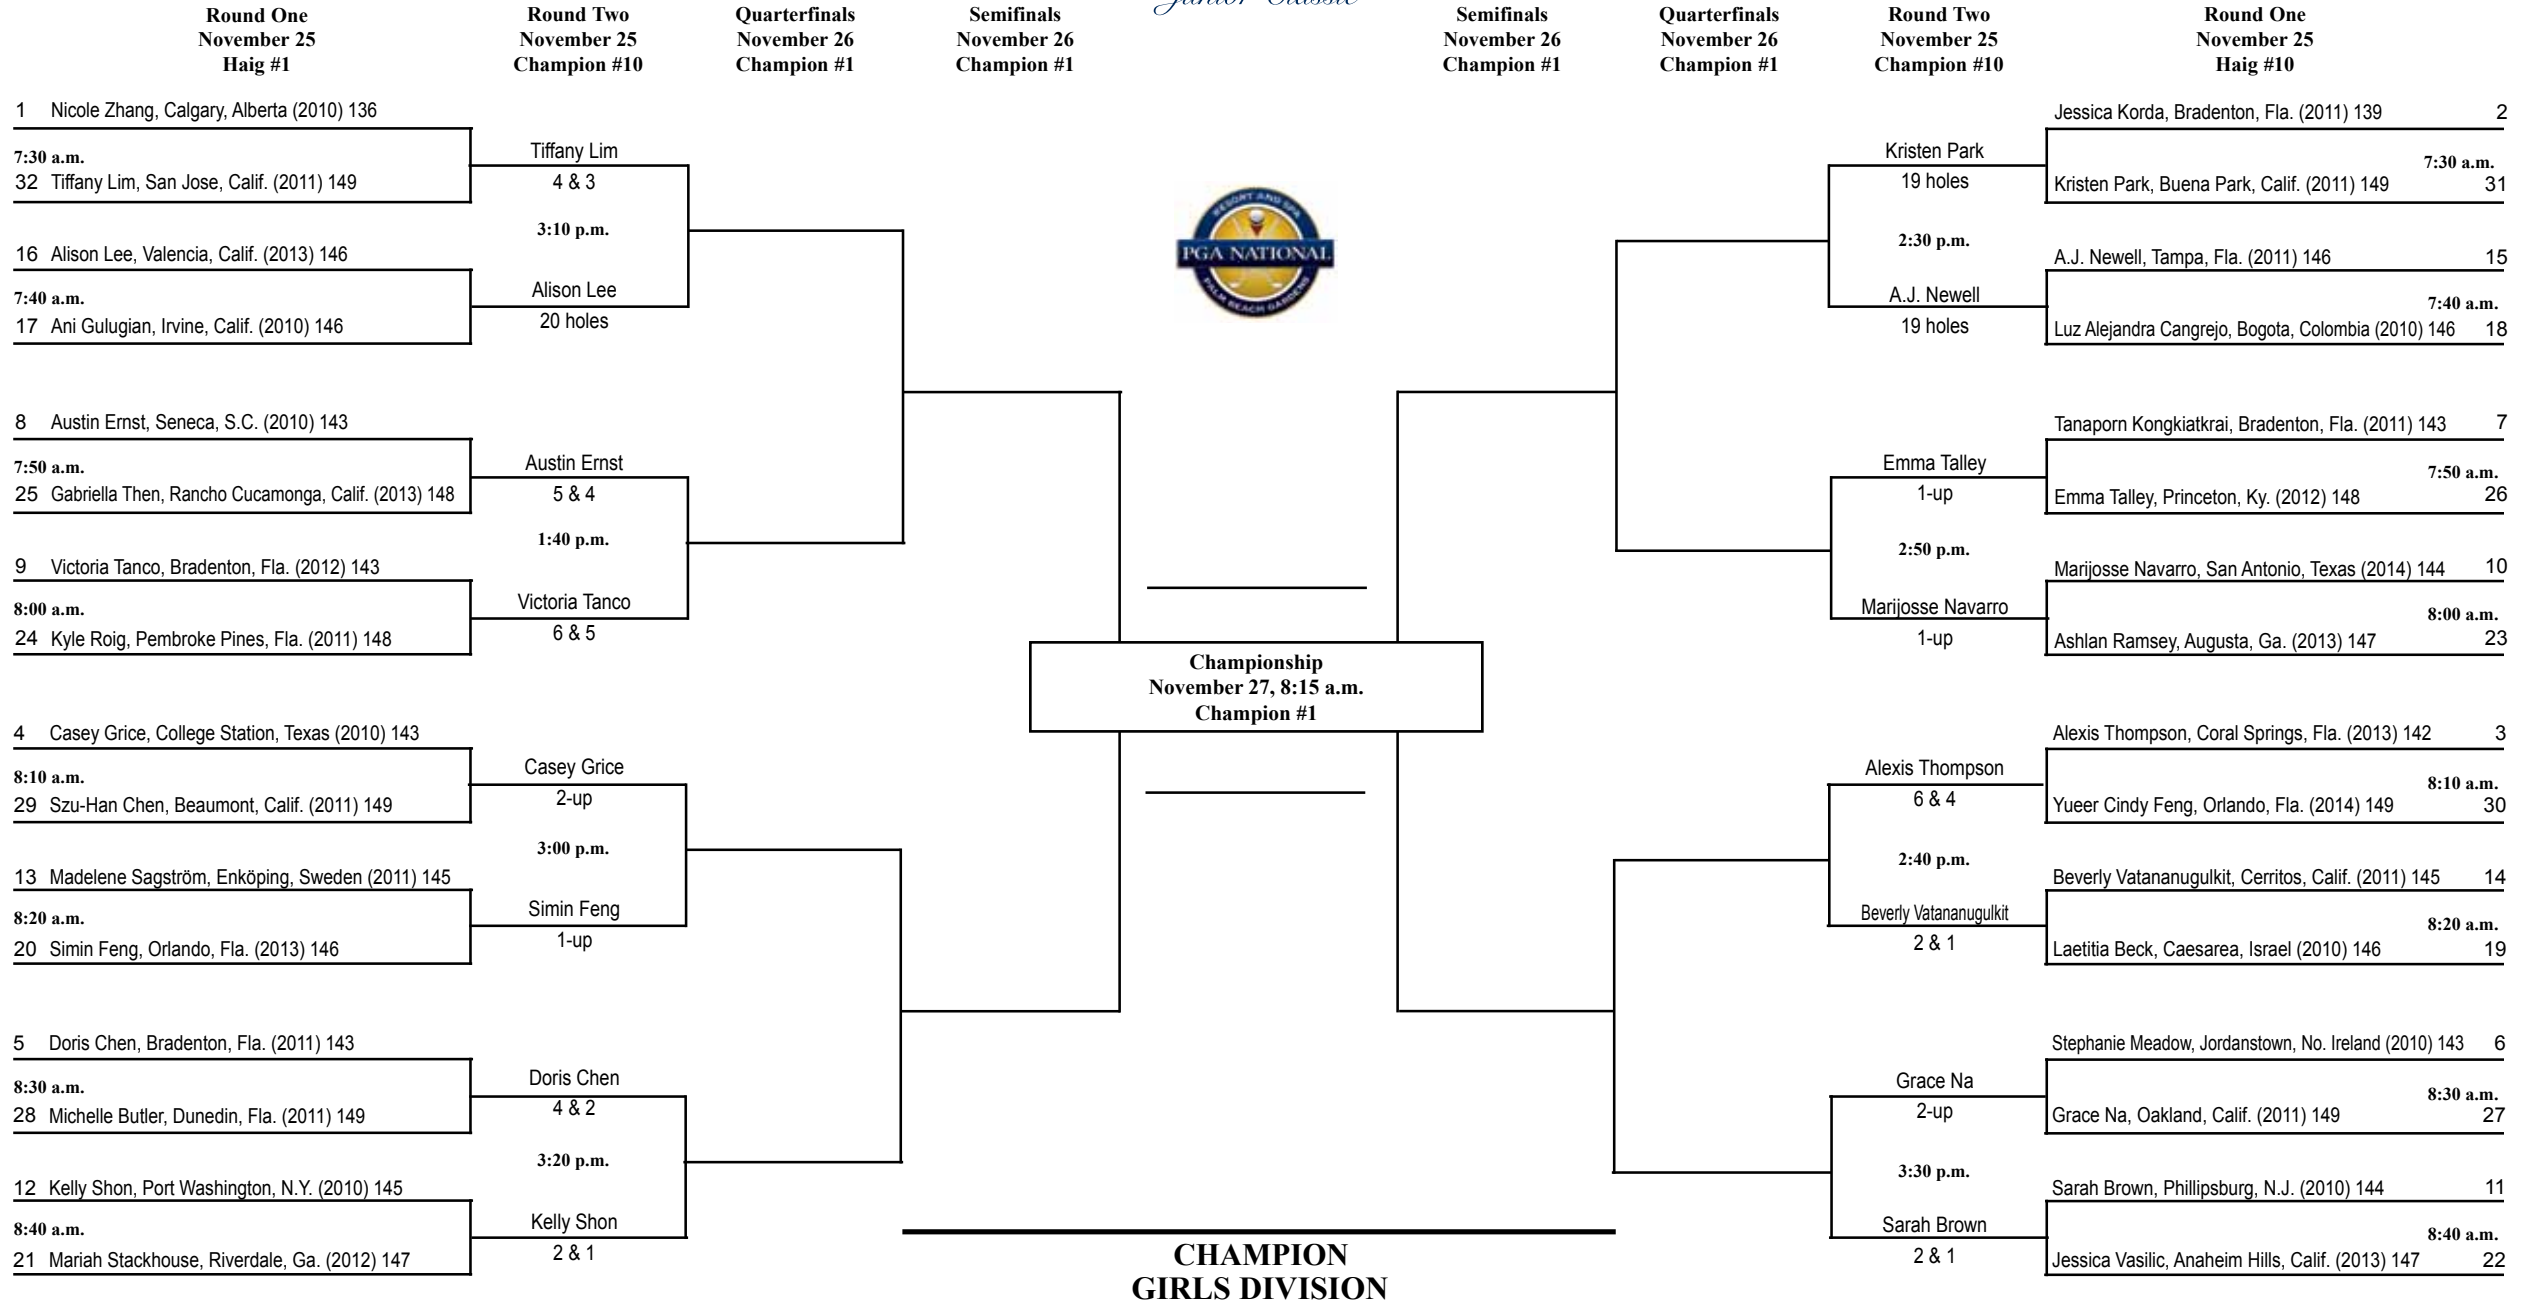 Junior Classic
Round One
November 25
Haig #1
Round Two
November 25
Champion #10
Quarterfinals
November 26
Champion #1
Semifinals
November 26
Champion #1
Semifinals
November 26
Champion #1
Quarterfinals
November 26
Champion #1
Round Two
November 25
Champion #10
Round One
November 25
Haig #10
1 Nicole Zhang, Calgary, Alberta (2010) 136
7:30 a.m.
32 Tiffany Lim, San Jose, Calif. (2011) 149
16 Alison Lee, Valencia, Calif. (2013) 146
7:40 a.m.
17 Ani Gulugian, Irvine, Calif. (2010) 146
8 Austin Ernst, Seneca, S.C. (2010) 143
7:50 a.m.
25 Gabriella Then, Rancho Cucamonga, Calif. (2013) 148
9 Victoria Tanco, Bradenton, Fla. (2012) 143
8:00 a.m.
24 Kyle Roig, Pembroke Pines, Fla. (2011) 148
4 Casey Grice, College Station, Texas (2010) 143
8:10 a.m.
29 Szu-Han Chen, Beaumont, Calif. (2011) 149
13 Madelene Sagström, Enköping, Sweden (2011) 145
8:20 a.m.
20 Simin Feng, Orlando, Fla. (2013) 146
5 Doris Chen, Bradenton, Fla. (2011) 143
8:30 a.m.
28 Michelle Butler, Dunedin, Fla. (2011) 149
12 Kelly Shon, Port Washington, N.Y. (2010) 145
8:40 a.m.
21 Mariah Stackhouse, Riverdale, Ga. (2012) 147
Tiffany Lim
4 & 3
3:10 p.m.
Alison Lee
20 holes
Austin Ernst
5 & 4
1:40 p.m.
Victoria Tanco
6 & 5
Casey Grice
2-up
3:00 p.m.
Simin Feng
1-up
Doris Chen
4 & 2
3:20 p.m.
Kelly Shon
2 & 1
RESORT AND SPA
PGA NATIONAL
PALM BEACH GARDENS
Championship
November 27, 8:15 a.m.
Champion #1
CHAMPION
GIRLS DIVISION
Kristen Park
19 holes
2:30 p.m.
A.J. Newell
19 holes
Emma Talley
1-up
2:50 p.m.
Marijosse Navarro
1-up
Alexis Thompson
6 & 4
2:40 p.m.
Beverly Vatananugulkit
2 & 1
Grace Na
2-up
3:30 p.m.
Sarah Brown
2 & 1
Jessica Korda, Bradenton, Fla. (2011) 139 2
7:30 a.m.
Kristen Park, Buena Park, Calif. (2011) 149 31
A.J. Newell, Tampa, Fla. (2011) 146 15
7:40 a.m.
Luz Alejandra Cangrejo, Bogota, Colombia (2010) 146 18
Tanaporn Kongkiatkrai, Bradenton, Fla. (2011) 143 7
7:50 a.m.
Emma Talley, Princeton, Ky. (2012) 148 26
Marijosse Navarro, San Antonio, Texas (2014) 144 10
8:00 a.m.
Ashlan Ramsey, Augusta, Ga. (2013) 147 23
Alexis Thompson, Coral Springs, Fla. (2013) 142 3
8:10 a.m.
Yueer Cindy Feng, Orlando, Fla. (2014) 149 30
Beverly Vatananugulkit, Cerritos, Calif. (2011) 145 14
8:20 a.m.
Laetitia Beck, Caesarea, Israel (2010) 146 19
Stephanie Meadow, Jordanstown, No. Ireland (2010) 143 6
8:30 a.m.
Grace Na, Oakland, Calif. (2011) 149 27
Sarah Brown, Phillipsburg, N.J. (2010) 144 11
8:40 a.m.
Jessica Vasilic, Anaheim Hills, Calif. (2013) 147 22